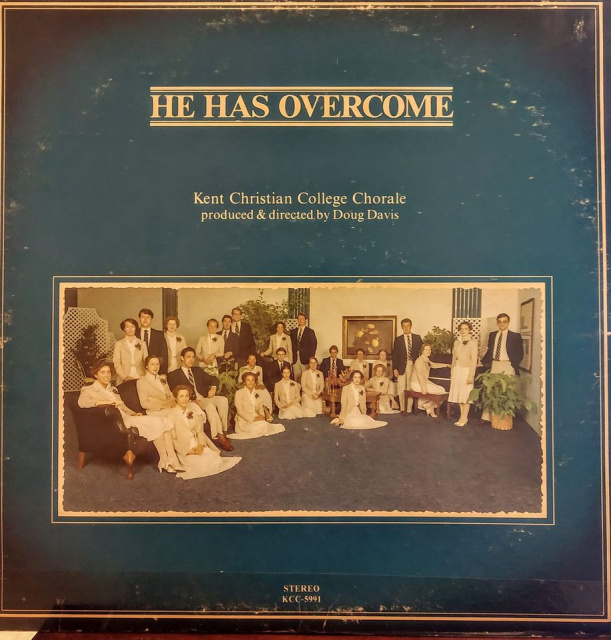 HE HAS OVERCOME
Kent Christian College Chorale
produced & directed by Doug Davis
STEREO
KCC-5991